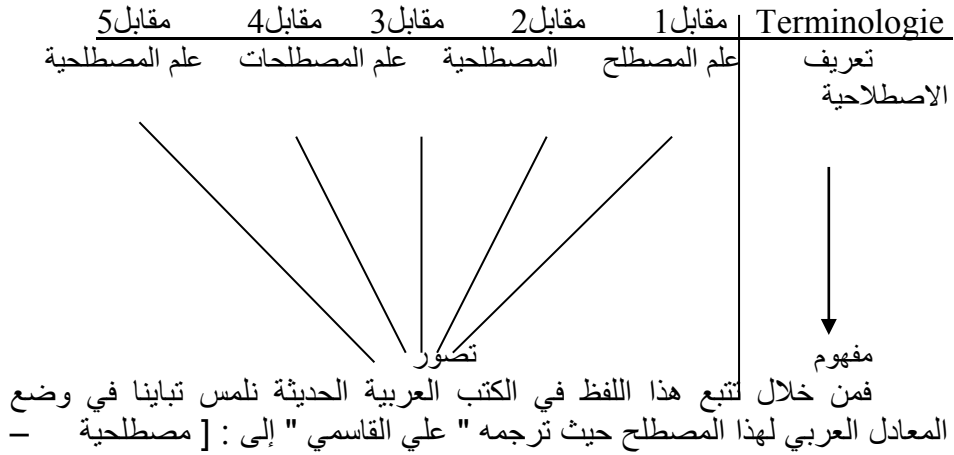 Terminologie مقابل1 مقابل2 مقابل3 مقابل4 مقابل5
تعريف علم المصطلح المصطلحية علم المصطلحات علم المصطلحية
الاصطلاحية
مفهوم تصور
فمن خلال تتبع هذا اللفظ في الكتب العربية الحديثة نلمس تباينا في وضع
المعادل العربي لهذا المصطلح حيث ترجمه " علي القاسمي " إلى : [ مصطلحية –